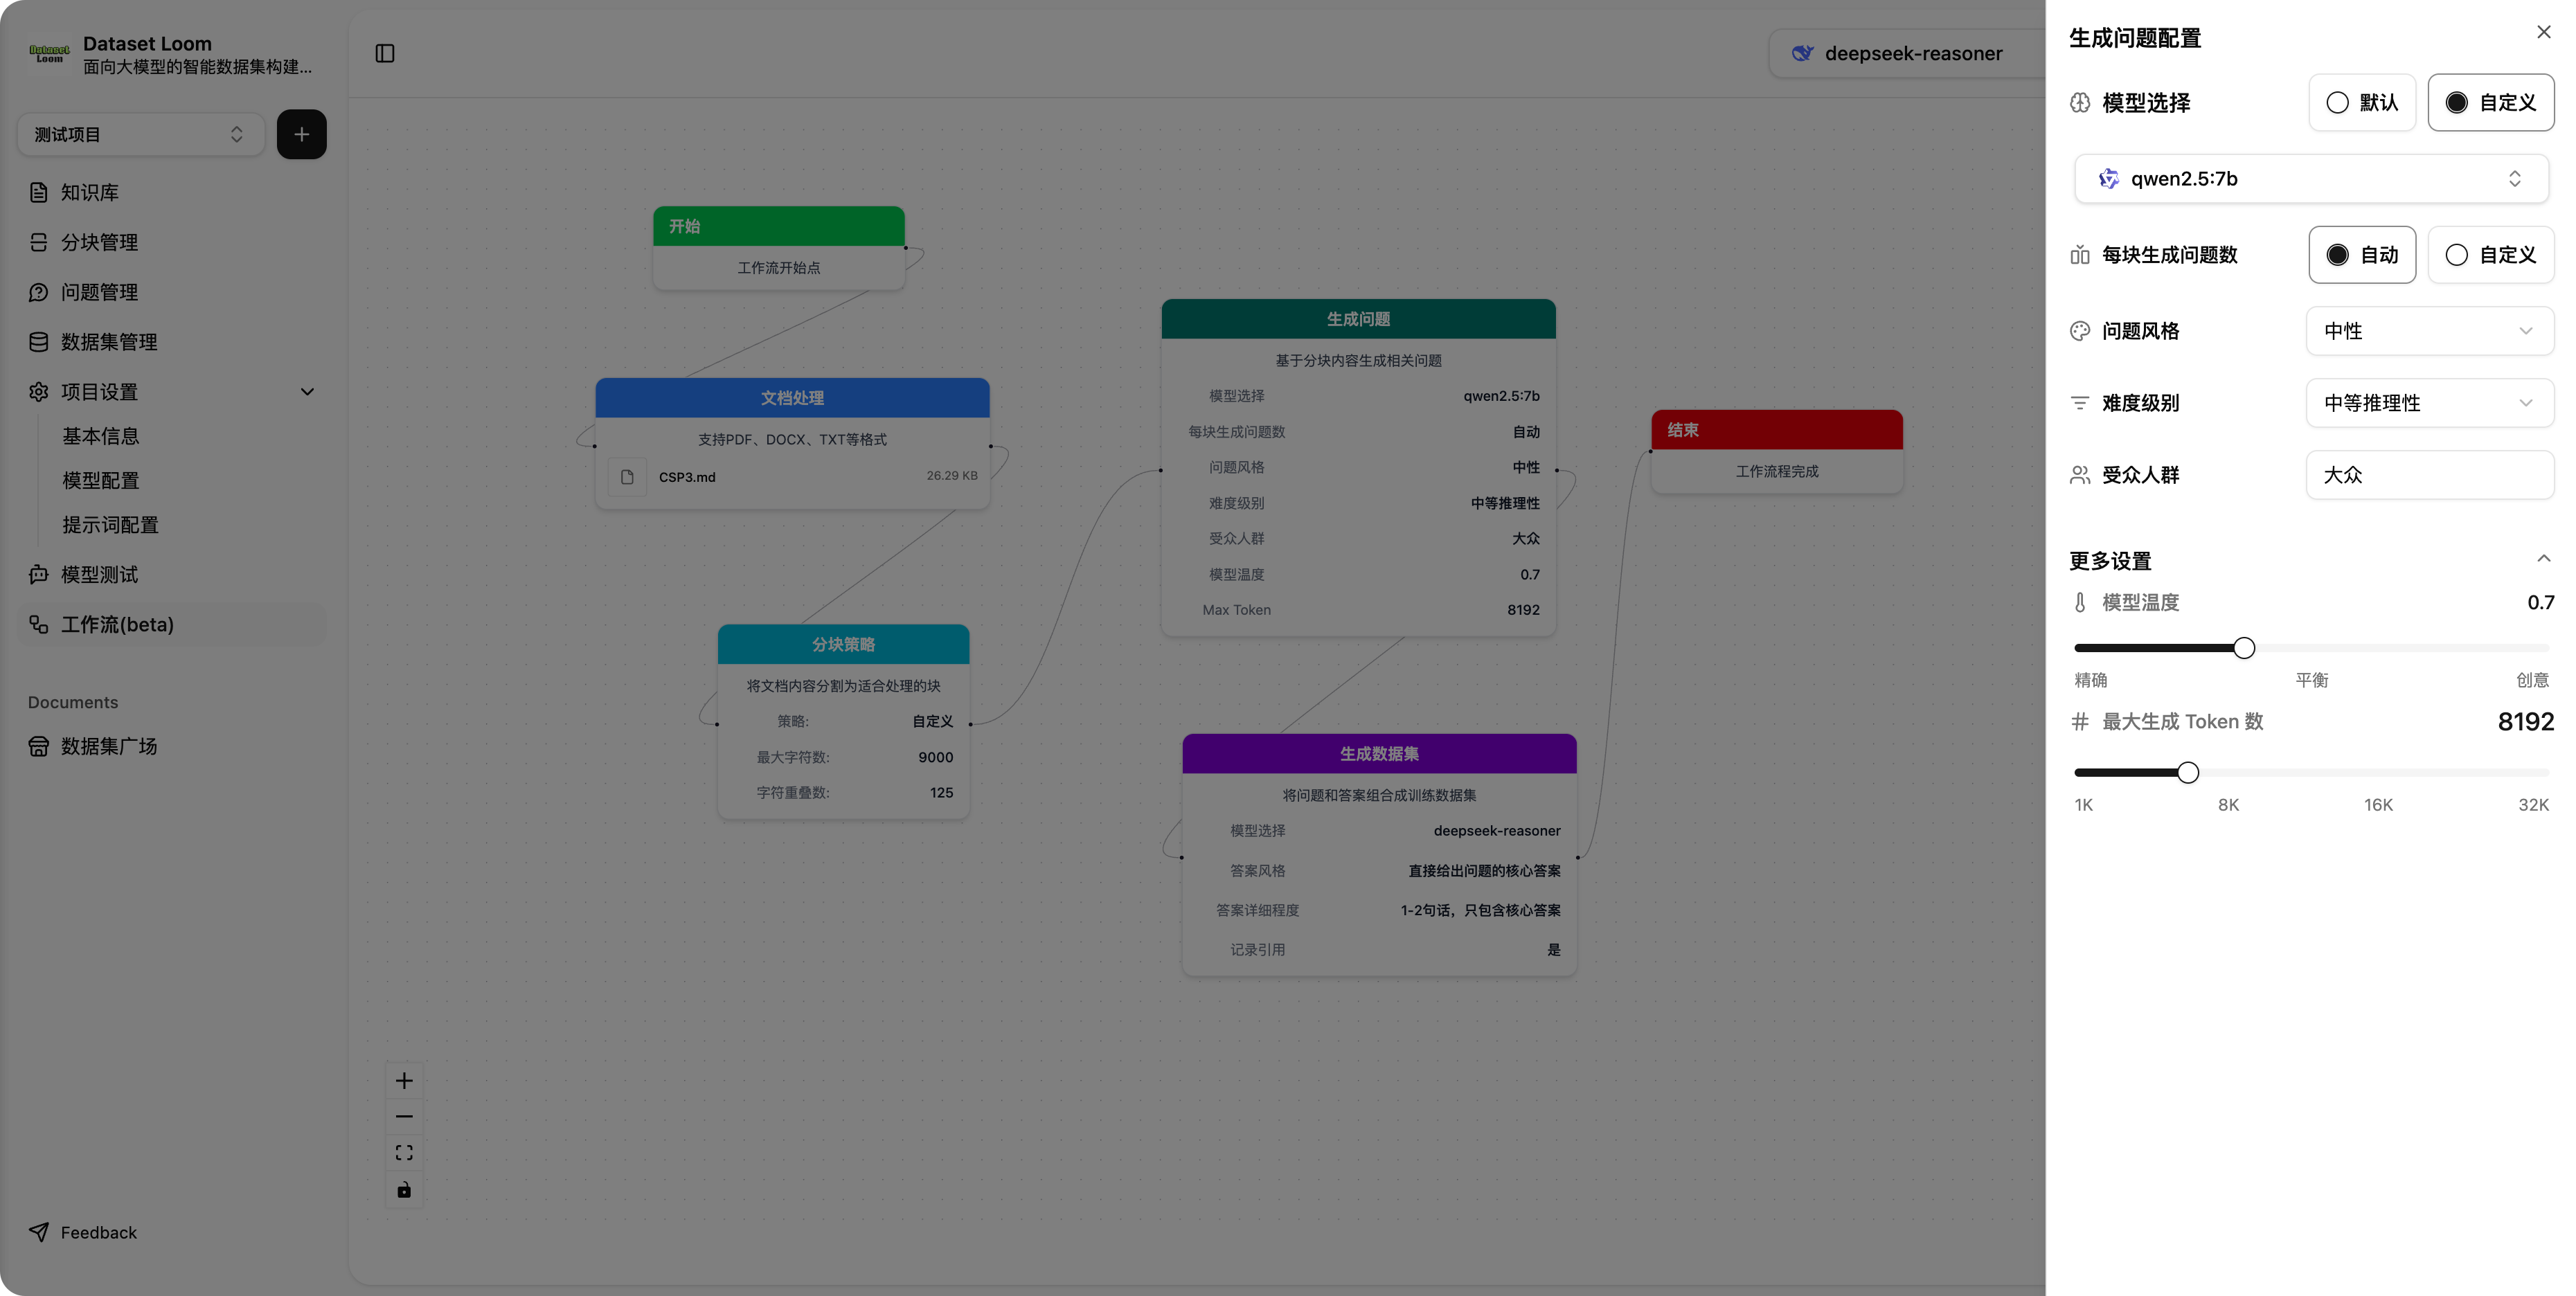 Dataset Loom
Dataset Loom
面向大模型的智能数据集构建...
测试项目
知识库
分块管理
问题管理
数据集管理
项目设置
基本信息
模型配置
提示词配置
模型测试
工作流(beta)
Documents
数据集广场
Feedback
deepseek-reasoner
开始
工作流开始点
文档处理
支持PDF、DOCX、TXT等格式
CSP3.md 26.29 KB
分块策略
将文档内容分割为适合处理的块
策略: 自定义
最大字符数: 9000
字符重叠数: 125
生成问题
基于分块内容生成相关问题
模型选择 qwen2.5:7b
每块生成问题数 自动
问题风格 中性
难度级别 中等推理性
受众人群 大众
模型温度 0.7
Max Token 8192
生成数据集
将问题和答案组合成训练数据集
模型选择 deepseek-reasoner
答案风格 直接给出问题的核心答案
答案详细程度 1-2句话，只包含核心答案
记录引用 是
结束
工作流程完成
生成问题配置
模型选择 默认 自定义
qwen2.5:7b
每块生成问题数 自动 自定义
问题风格 中性
难度级别 中等推理性
受众人群 大众
更多设置
模型温度 0.7
精确 平衡 创意
最大生成 Token 数 8192
1K 8K 16K 32K